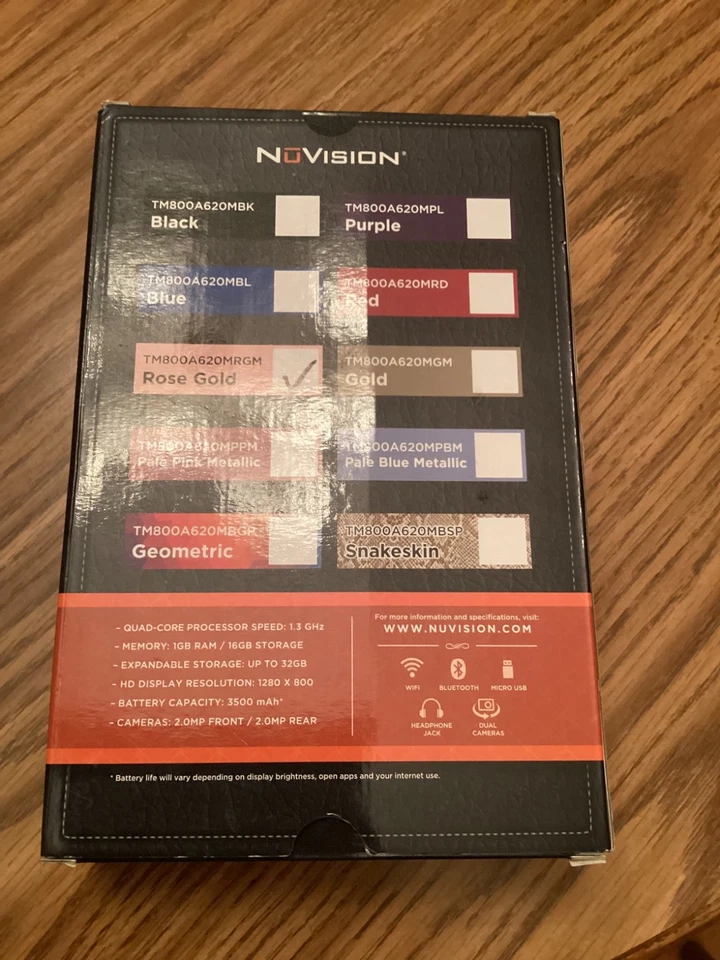 NūVISION®
TM800A620MBK
Black
TM800A620MPL
Purple
TM800A620MBL
Blue
TM800A620MRD
Red
TM800A620MRGM
Rose Gold
TM800A620MGM
Gold
TM800A620MPPM
Pale Pink Metallic
TM800A620MPBM
Pale Blue Metallic
Geometric
TM800A620MBSP
Snakeskin
~ QUAD-CORE PROCESSOR SPEED: 1.3 GHz
~ MEMORY: 1GB RAM / 16GB STORAGE
~ EXPANDABLE STORAGE: UP TO 32GB
~ HD DISPLAY RESOLUTION: 1280 X 800
~ BATTERY CAPACITY: 3500 mAh*
~ CAMERAS: 2.0MP FRONT / 2.0MP REAR
For more information and specifications, visit:
WWW.NUVISION.COM
WIFI
BLUETOOTH
MICRO USB
HEADPHONE
JACK
DUAL
CAMERAS
* Battery life will vary depending on display brightness, open apps and your internet use.